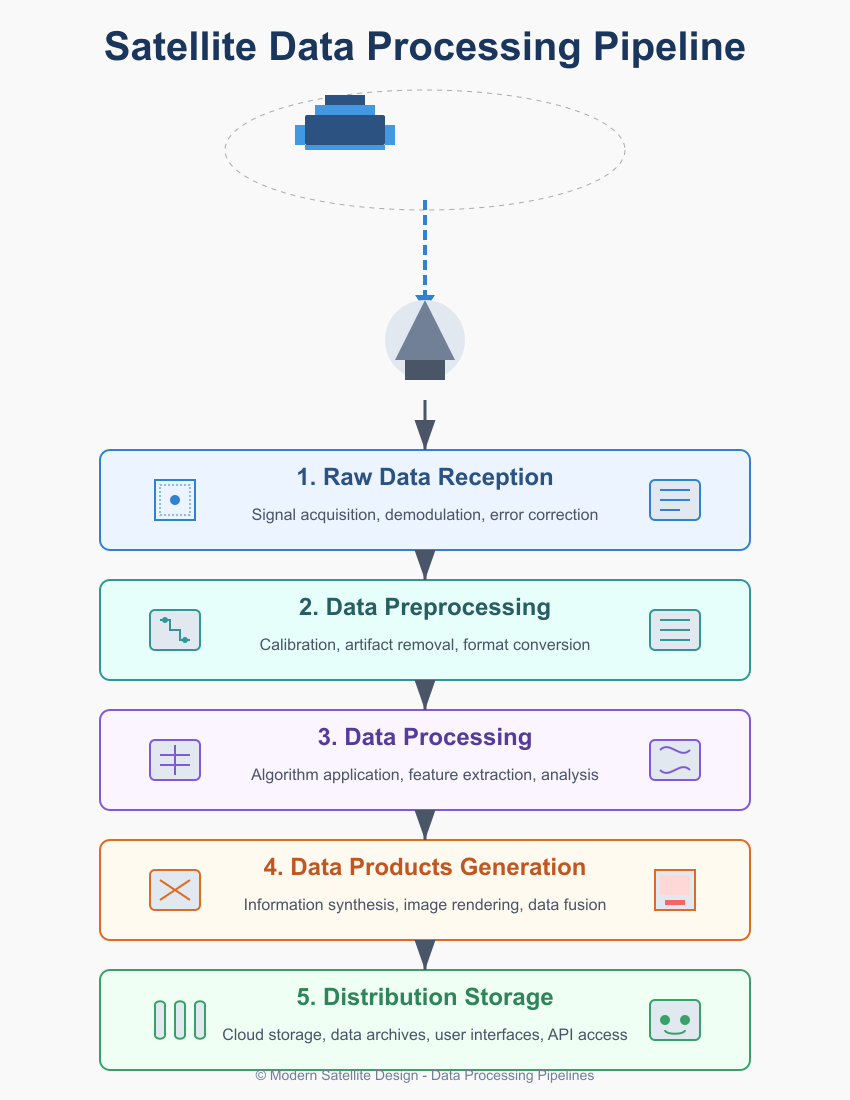 Satellite Data Processing Pipeline
1. Raw Data Reception
Signal acquisition, demodulation, error correction
2. Data Preprocessing
Calibration, artifact removal, format conversion
3. Data Processing
Algorithm application, feature extraction, analysis
4. Data Products Generation
Information synthesis, image rendering, data fusion
5. Distribution Storage
Cloud storage, data archives, user interfaces, API access
© Modern Satellite Design - Data Processing Pipelines